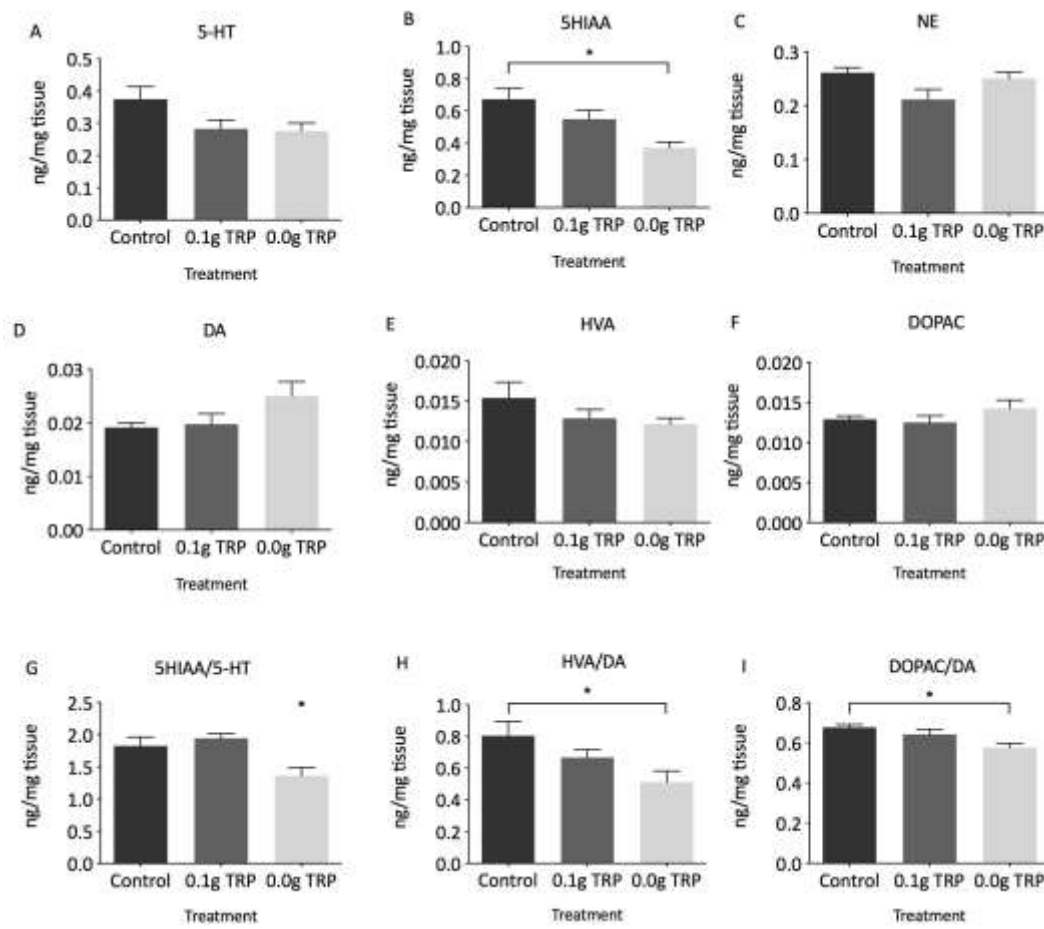 A
5-HT
ng/mg tissue
0.5
0.4
0.3
0.2
0.1
0.0
Control 0.1g TRP 0.0g TRP
Treatment
B
5HIAA
*
ng/mg tissue
1.0
0.8
0.6
0.4
0.2
0.0
Control 0.1g TRP 0.0g TRP
Treatment
C
NE
ng/mg tissue
0.3
0.2
0.1
0.0
Control 0.1g TRP 0.0g TRP
Treatment
D
DA
ng/mg tissue
0.03
0.02
0.01
0.00
Control 0.1g TRP 0.0g TRP
Treatment
E
HVA
ng/mg tissue
0.020
0.015
0.010
0.005
0.000
Control 0.1g TRP 0.0g TRP
Treatment
F
DOPAC
ng/mg tissue
0.020
0.015
0.010
0.005
0.000
Control 0.1g TRP 0.0g TRP
Treatment
G
5HIAA/5-HT
*
ng/mg tissue
2.5
2.0
1.5
1.0
0.5
0.0
Control 0.1g TRP 0.0g TRP
Treatment
H
HVA/DA
*
ng/mg tissue
1.0
0.8
0.6
0.4
0.2
0.0
Control 0.1g TRP 0.0g TRP
Treatment
I
DOPAC/DA
*
ng/mg tissue
0.8
0.6
0.4
0.2
0.0
Control 0.1g TRP 0.0g TRP
Treatment